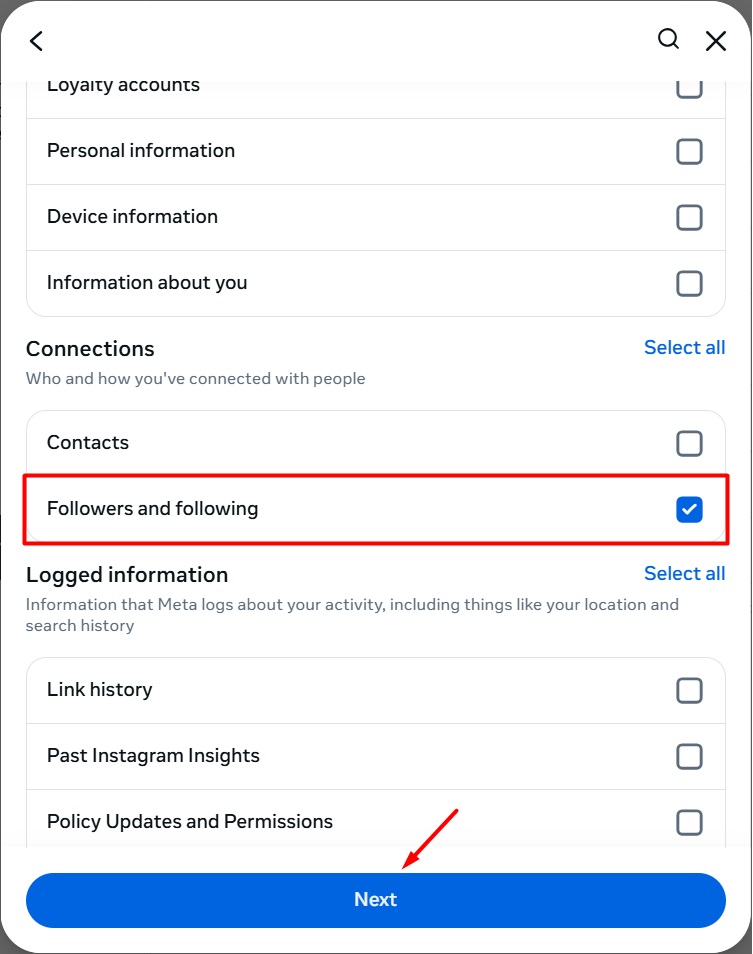 Loyalty accounts
Personal information
Device information
Information about you
Connections
Select all
Who and how you've connected with people
Contacts
Followers and following
Logged information
Select all
Information that Meta logs about your activity, including things like your location and
search history
Link history
Past Instagram Insights
Policy Updates and Permissions
Next